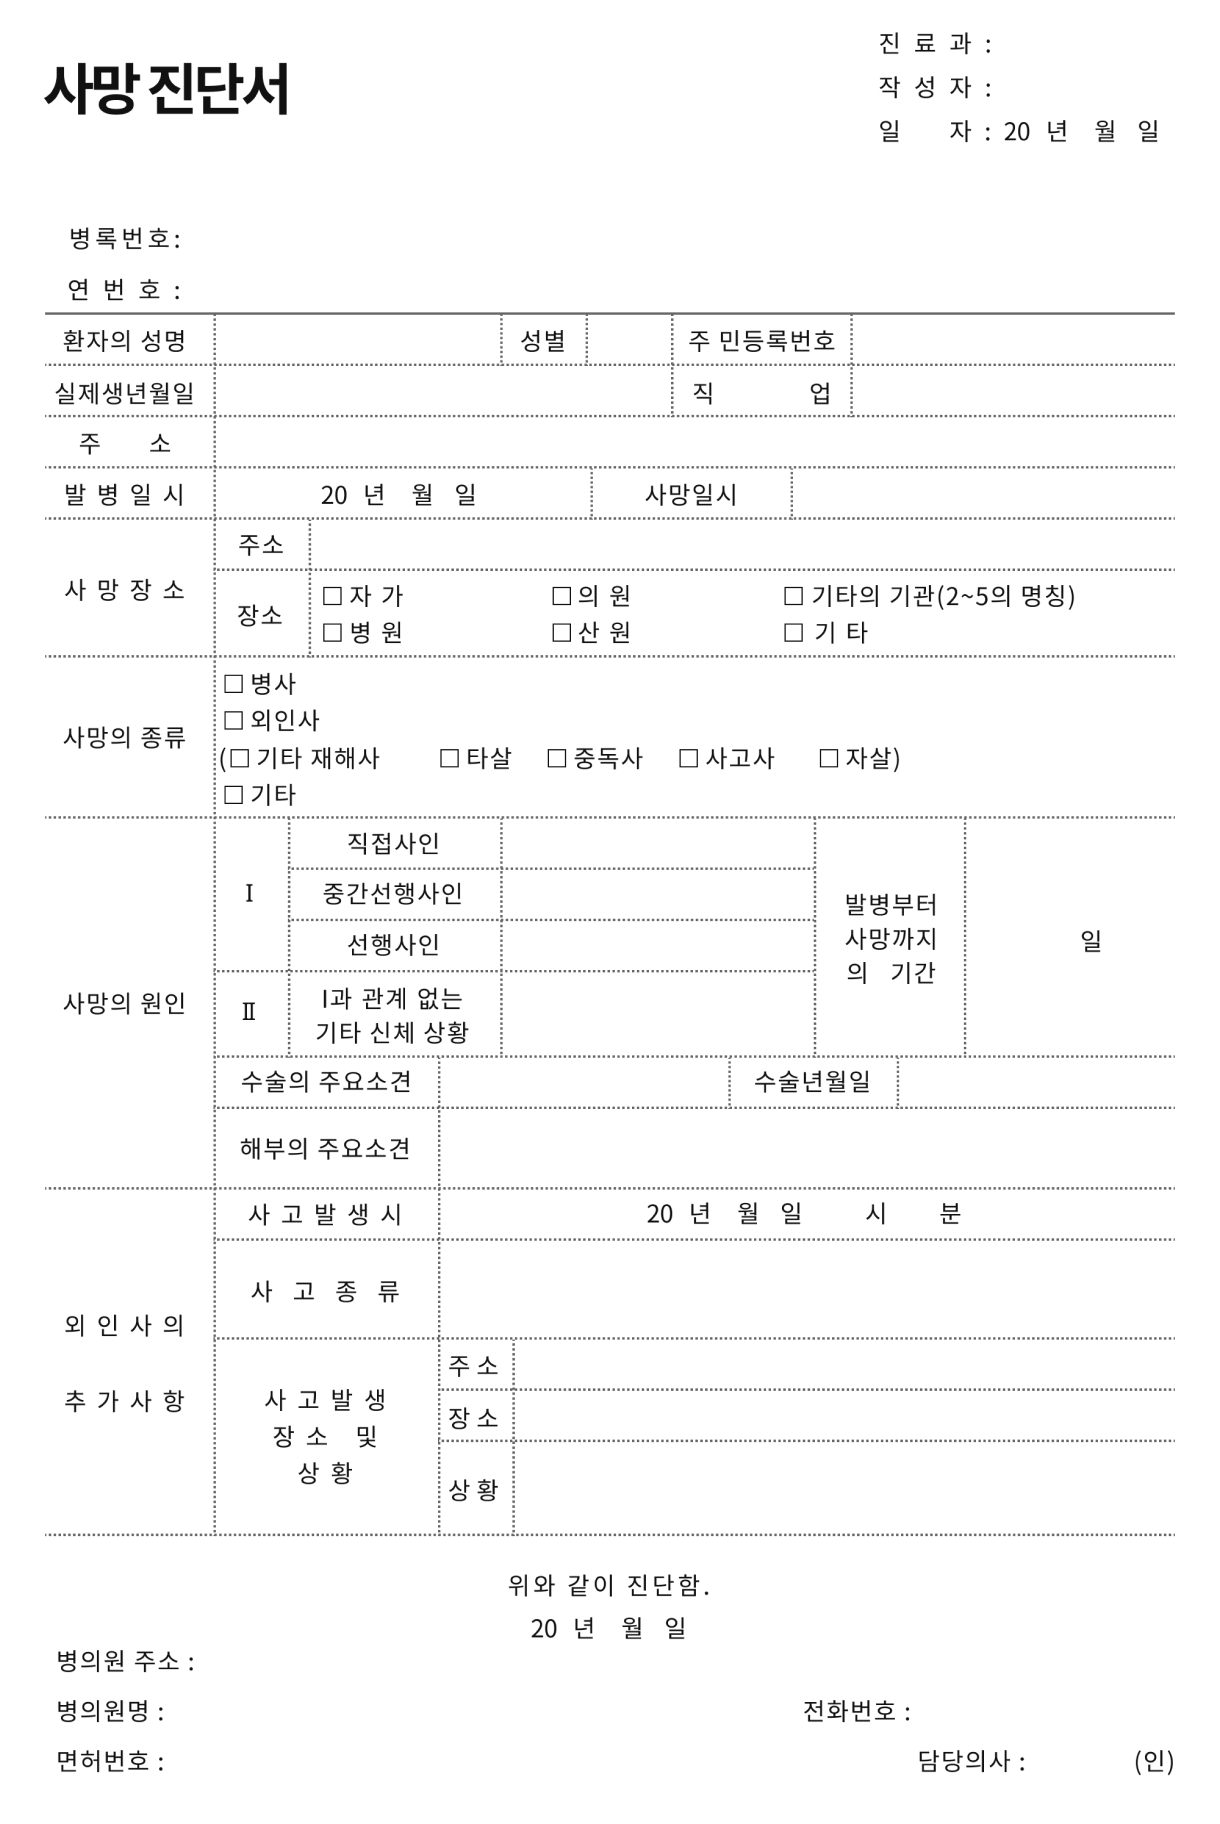 진 료 과 :
사망 진단서
작 성 자 :
일 자 : 20 년 월 일
병록번호:
연 번 호 :
환자의 성명 성별 주 민등록번호
실제생년월일 직 업
주 소
발 병 일 시 20 년 월 일 사망일시
사 망 장 소
주소
장소
□ 자 가 □ 의 원 □ 기타의 기관(2~5의 명칭)
□ 병 원 □ 산 원 □ 기 타
사망의 종류
□ 병사
□ 외인사
(□ 기타 재해사 □ 타살 □ 중독사 □ 사고사 □ 자살)
□ 기타
사망의 원인
Ⅰ
직접사인
중간선행사인
선행사인
Ⅱ
I과 관계 없는
기타 신체 상황
발병부터
사망까지
의 기간
일
수술의 주요소견 수술년월일
해부의 주요소견
외 인 사 의
추 가 사 항
사 고 발 생 시 20 년 월 일 시 분
사 고 종 류
사 고 발 생
장 소 및
상 황
주 소
장 소
상 황
위와 같이 진단함.
20 년 월 일
병의원 주소 :
병의원명 : 전화번호 :
면허번호 : 담당의사 : (인)